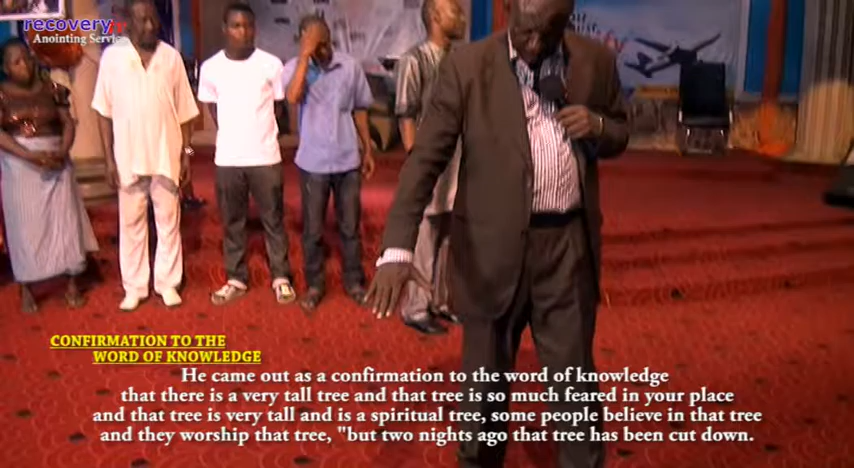 recovery tv
Anointing Service
CONFIRMATION TO THE
WORD OF KNOWLEDGE
He came out as a confirmation to the word of knowledge
that there is a very tall tree and that tree is so much feared in your place
and that tree is very tall and is a spiritual tree, some people believe in that tree
and they worship that tree, "but two nights ago that tree has been cut down.